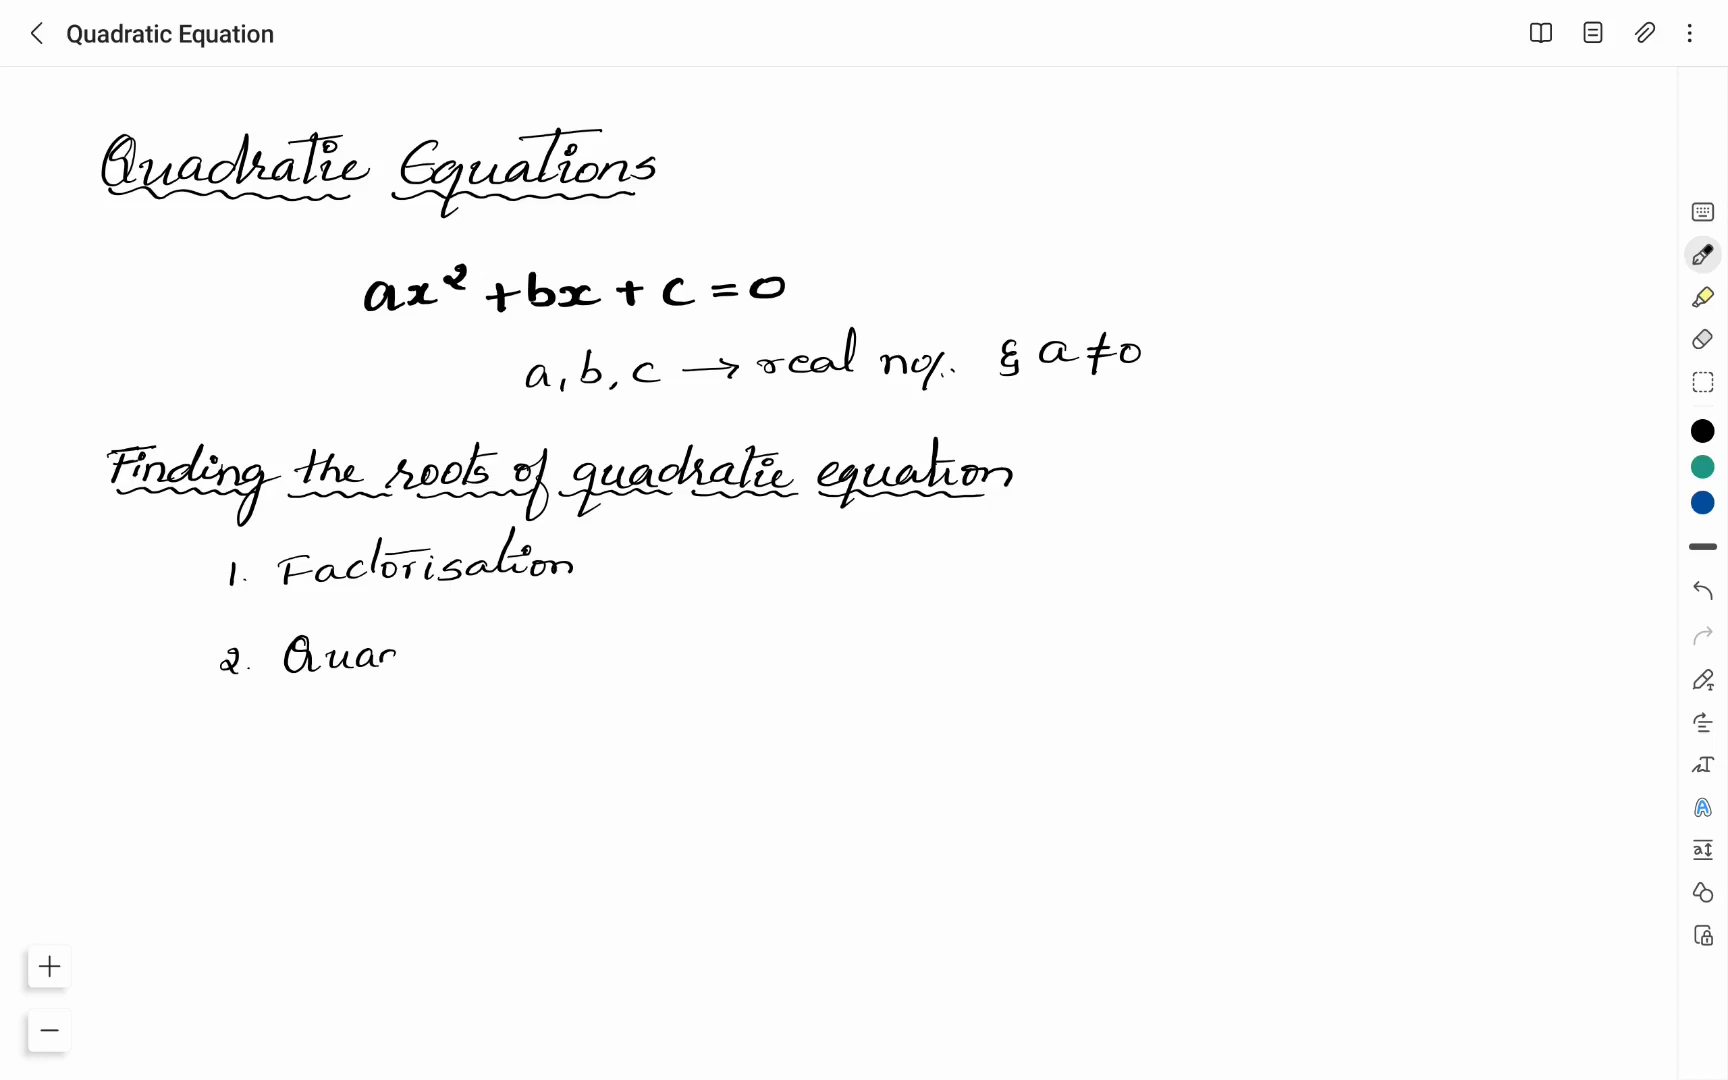 Quadratic Equation
Quadratic Equations
ax² + bx + c = 0
a, b, c → real no/. & a ≠ 0
Finding the roots of quadratic equation
1. Factorisation
2. Qua